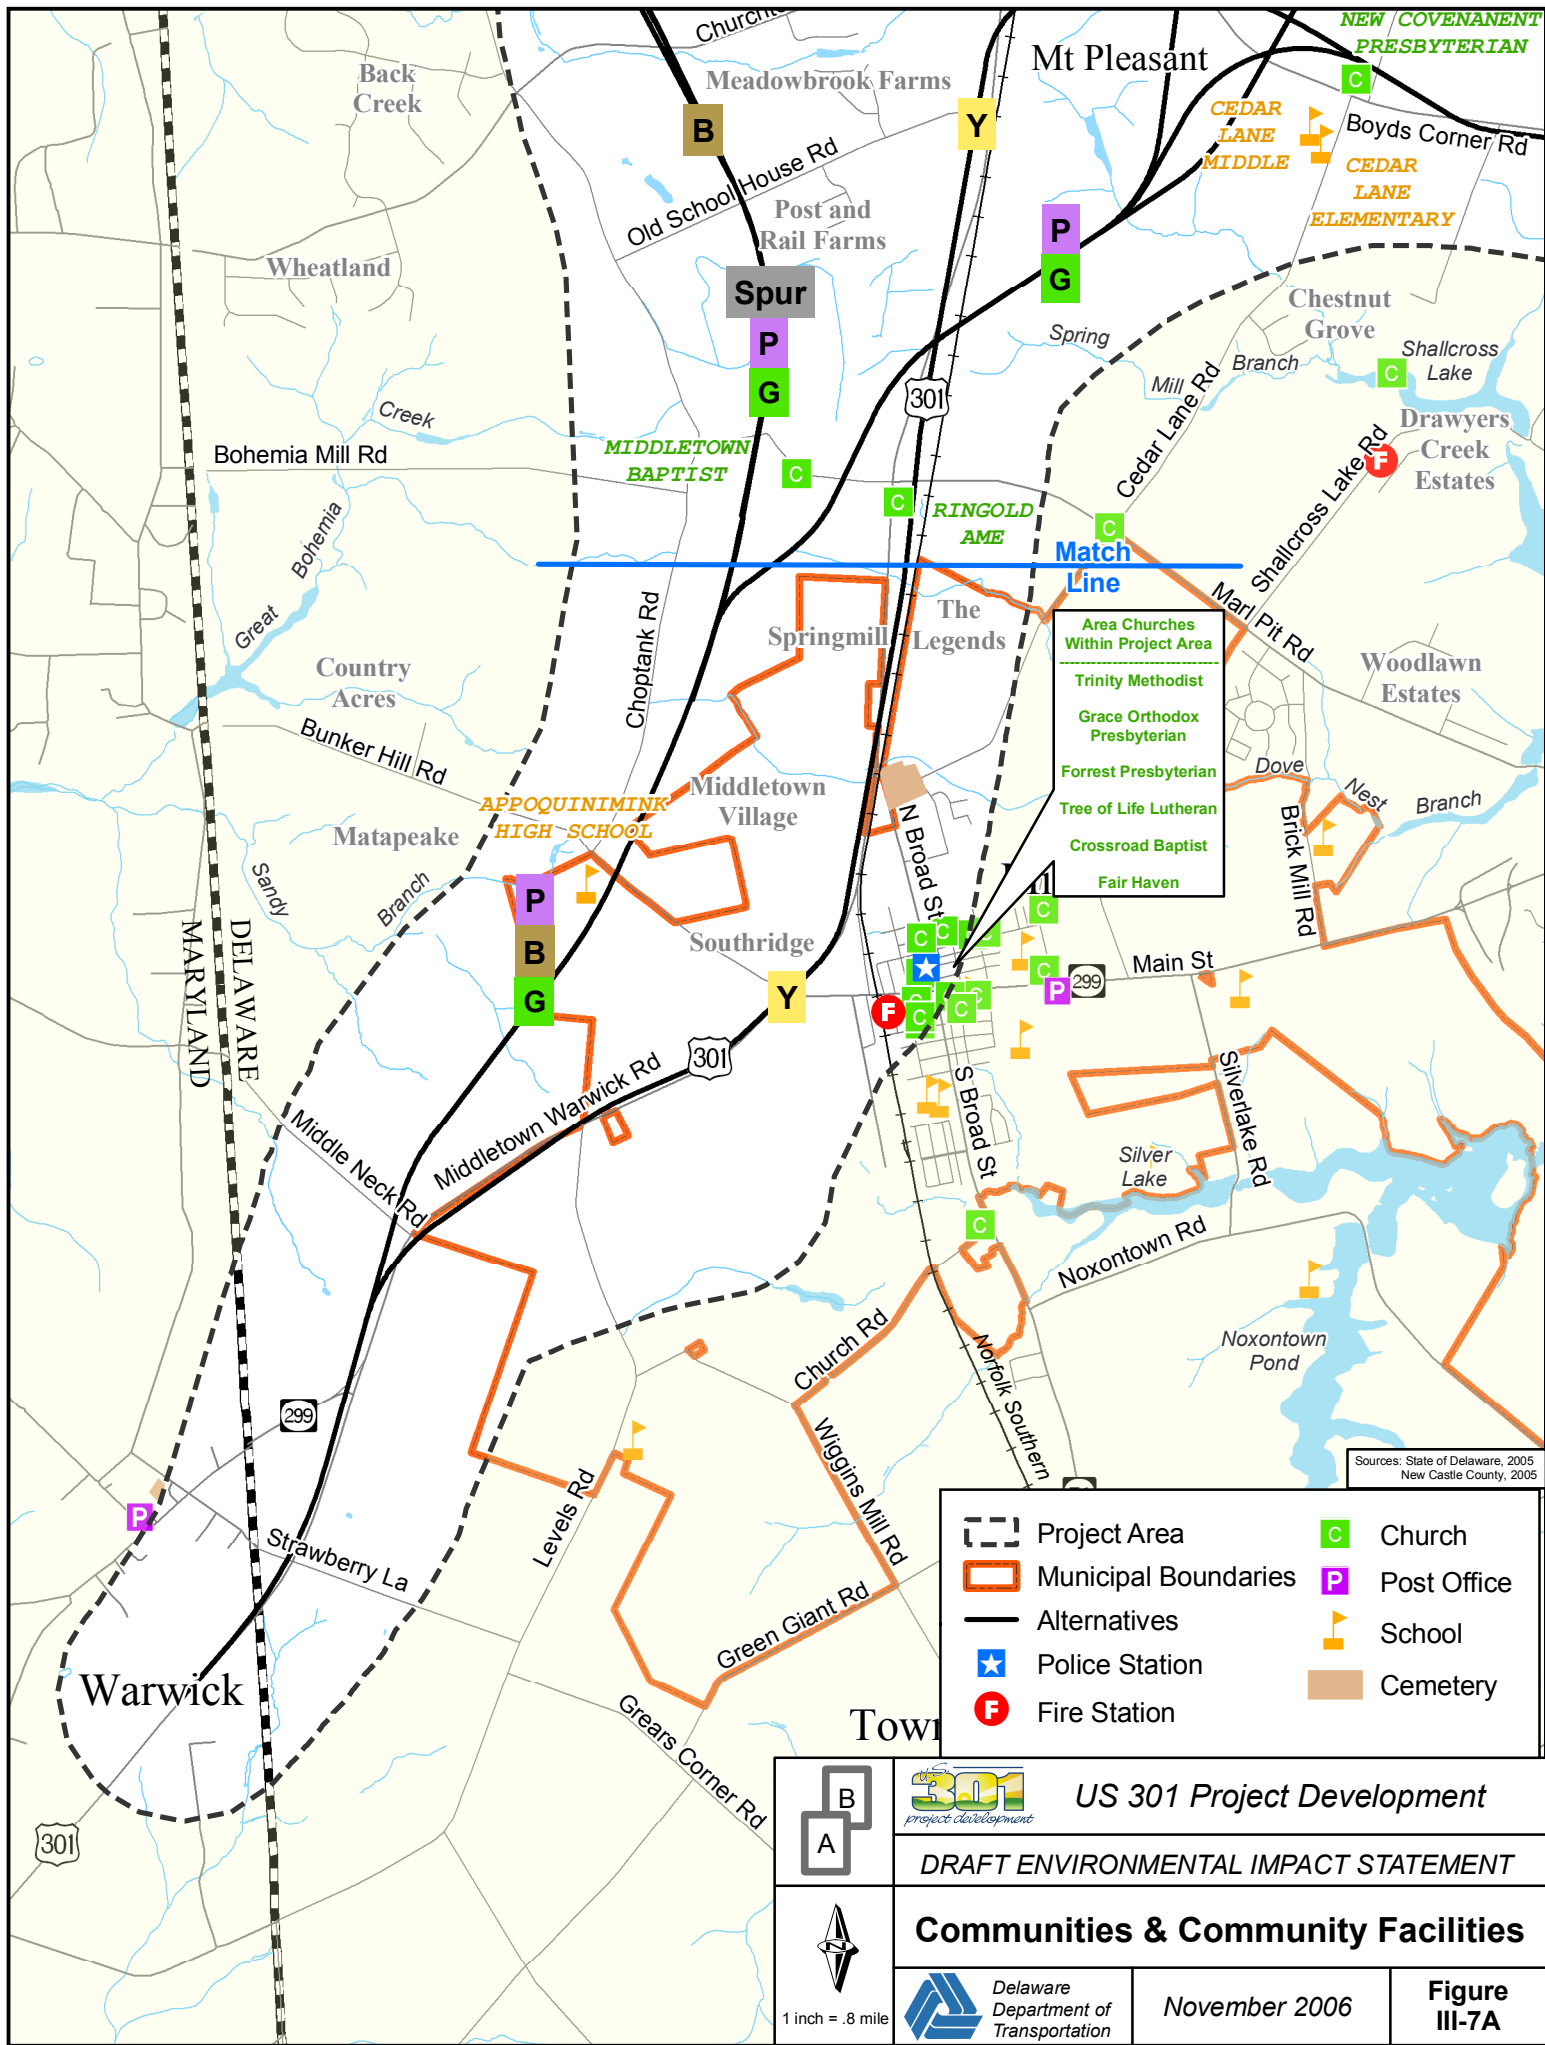 NEW COVENANENT
PRESBYTERIAN
Mt Pleasant
Back
Creek
Meadowbrook Farms
B
Y
C
CEDAR
LANE
MIDDLE
Boyds Corner Rd
CEDAR
LANE
ELEMENTARY
Old School House Rd
Post and
Rail Farms
P
G
Wheatland
Spur
P
G
Chestnut
Grove
Spring
Mill
Branch
Shallcross
Lake
C
301
Creek
Cedar Lane Rd
Drawyers
Creek
Estates
F
Bohemia Mill Rd
MIDDLETOWN
BAPTIST
C
C
RINGOLD
AME
C
Shallcross Lake Rd
Great
Bohemia
Match
Line
Marl Pit Rd
Choptank Rd
Springmill
The
Legends
Area Churches
Within Project Area
Trinity Methodist
Grace Orthodox
Presbyterian
Forrest Presbyterian
Tree of Life Lutheran
Crossroad Baptist
Fair Haven
Woodlawn
Estates
Country
Acres
Bunker Hill Rd
Dove
Nest
Branch
APPOQUINIMINK
HIGH SCHOOL
Middletown
Village
N Broad St
Brick Mill Rd
Matapeake
Sandy
Branch
P
B
G
MARYLAND
DELAWARE
Southridge
Y
C
C
C
C
C
C
C
C
C
P
299
Main St
F
301
Middletown Warwick Rd
Middle Neck Rd
S Broad St
Silverlake Rd
Silver
Lake
C
Noxontown Rd
Church Rd
Norfolk Southern
Noxontown
Pond
299
Wiggins Mill Rd
Levels Rd
P
Strawberry La
Green Giant Rd
Warwick
Grears Corner Rd
301
Sources: State of Delaware, 2005
New Castle County, 2005
Project Area
Municipal Boundaries
Alternatives
Police Station
F Fire Station
C Church
P Post Office
School
Cemetery
B
A
U.S.
301
project development
US 301 Project Development
DRAFT ENVIRONMENTAL IMPACT STATEMENT
N
1 inch = .8 mile
Communities & Community Facilities
Delaware
Department of
Transportation
November 2006
Figure
III-7A